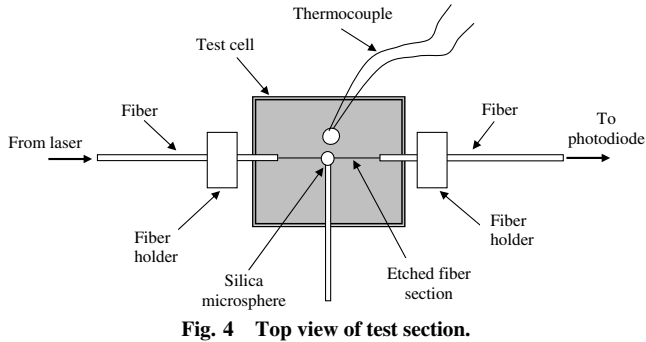 Thermocouple
Test cell
Fiber
Fiber
To
photodiode
From laser
Fiber
holder
Silica
microsphere
Etched fiber
section
Fiber
holder
Fig. 4 Top view of test section.